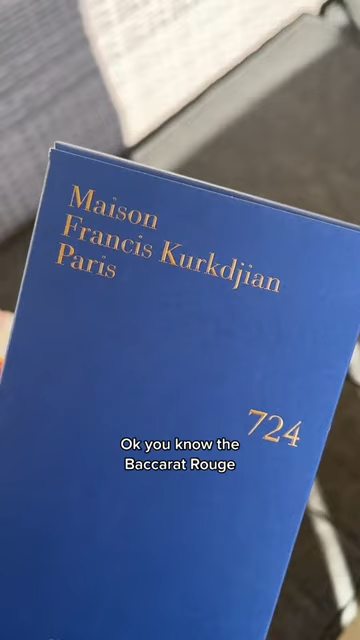 Maison
Francis Kurkdjian
Paris
724
Ok you know the
Baccarat Rouge